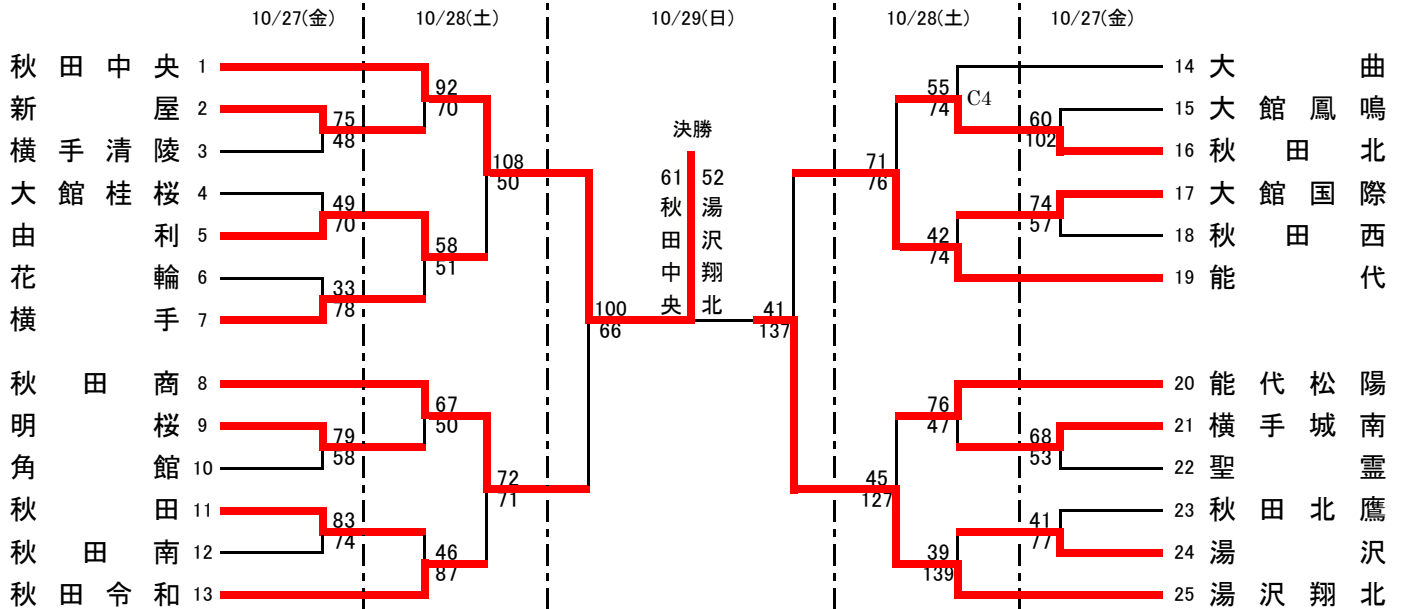 10/27(金) 10/28(土) 10/29(日) 10/28(土) 10/27(金)
秋田中央 1
新屋 2
横手清陵 3
大館桂桜 4
由利 5
花輪 6
横手 7
秋田商 8
明桜 9
角館 10
秋田 11
秋田南 12
秋田令和 13
75
48
49
70
33
78
79
58
83
74
92
70
58
51
67
50
46
87
108
50
72
71
100
66
決勝
61 52
秋田中央
湯沢翔北
41
137
71
76
45
127
55
74
C4
42
74
76
47
39
139
60
102
74
57
68
53
41
77
14 大曲
15 大館鳳鳴
16 秋田北
17 大館国際
18 秋田西
19 能代
20 能代松陽
21 横手城南
22 聖霊
23 秋田北鷹
24 湯沢
25 湯沢翔北